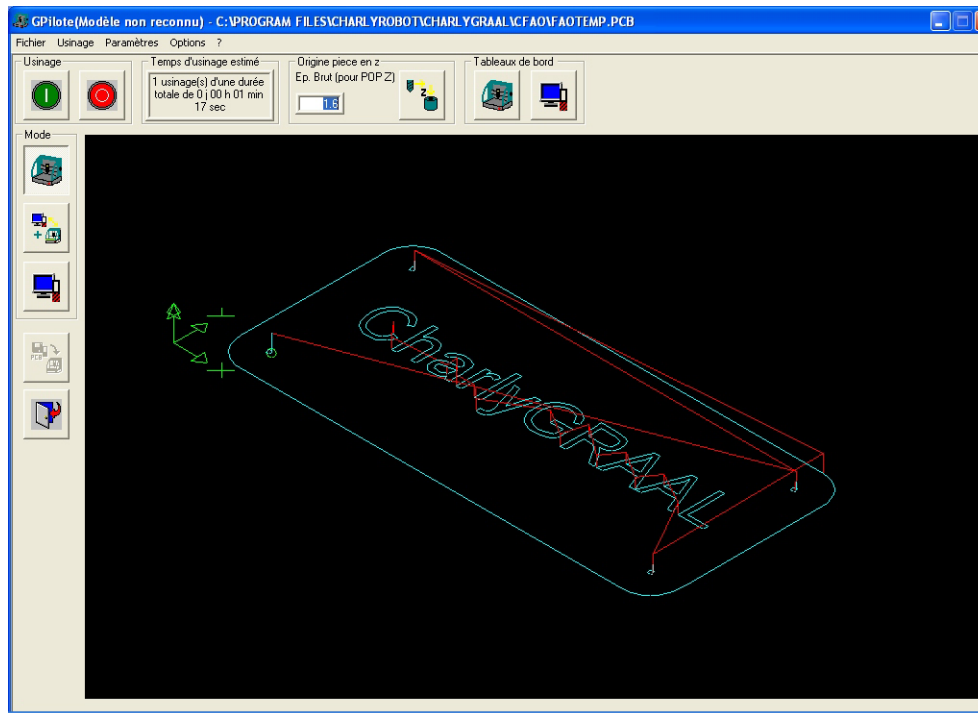 GPilote(Modèle non reconnu) - C:\PROGRAM FILES\CHARLYROBOT\CHARLYGRAAL\CFAO\FAOTEMP.PCB
Fichier Usinage Paramètres Options ?
Usinage
Temps d'usinage estimé
Origine piece en z
Tableaux de bord
1 usinage(s) d'une durée
totale de 0 j 00 h 01 min
17 sec
Ep. Brut (pour POP Z)
1.6
Z
Mode
PCB
CharlyGRAAL